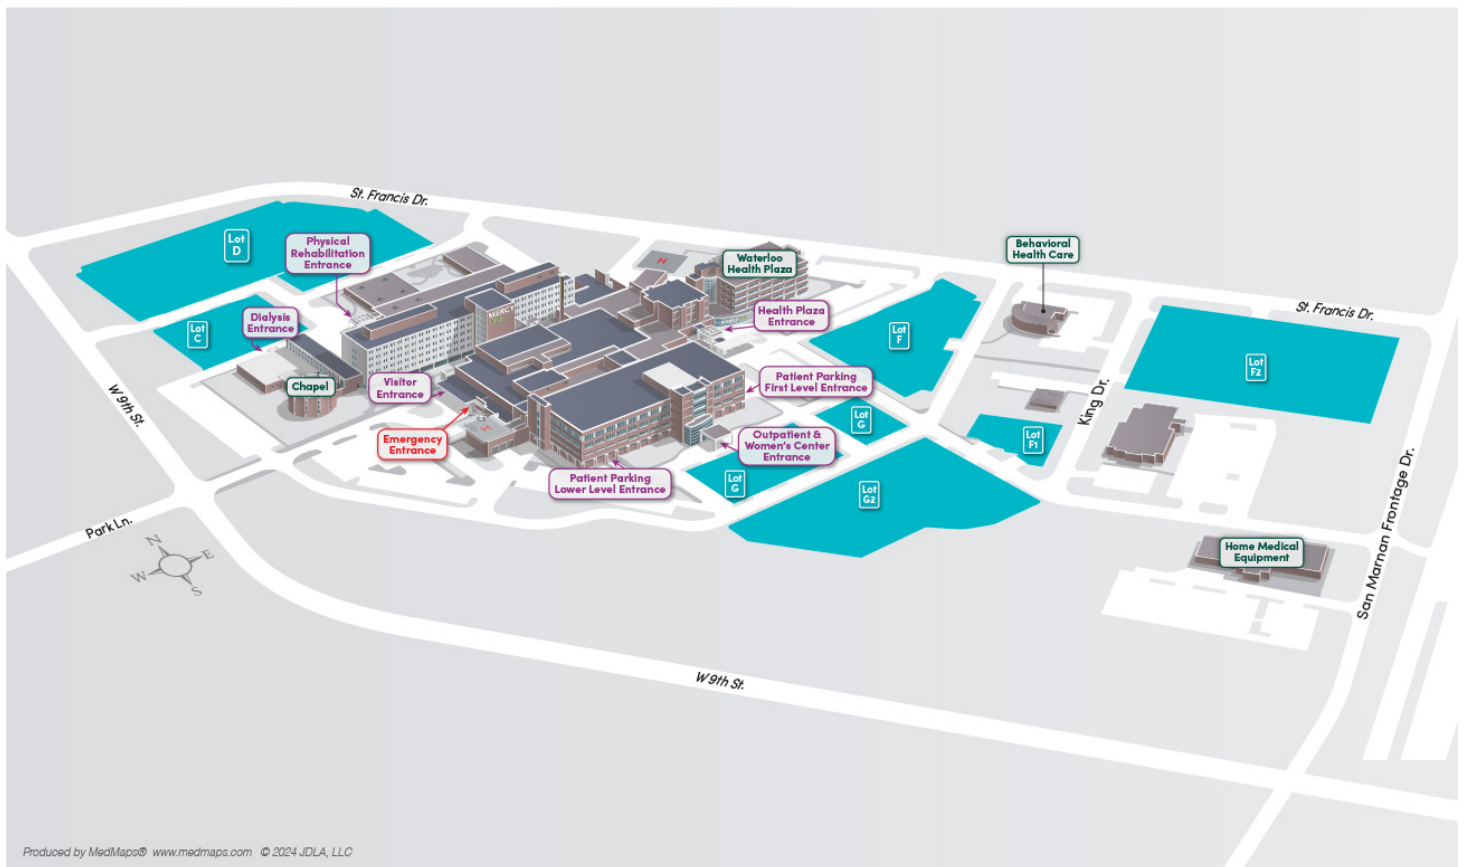 St. Francis Dr.
Lot
D
Physical
Rehabilitation
Entrance
Behavioral
Health Care
Waterloo
Health Plaza
H
St. Francis Dr.
Dialysis
Entrance
Lot
C
MERCY
Health Plaza
Entrance
Lot
F
Lot
F2
Chapel
Visitor
Entrance
Patient Parking
First Level Entrance
W 9th St.
King Dr.
Lot
G
Emergency
Entrance
H
Outpatient &
Women's Center
Entrance
Lot
F1
Patient Parking
Lower Level Entrance
Lot
G
Lot
G2
San Marnan Frontage Dr.
Park Ln.
N
E
W
S
Home Medical
Equipment
W 9th St.
Produced by MedMaps® www.medmaps.com © 2024 JDLA, LLC